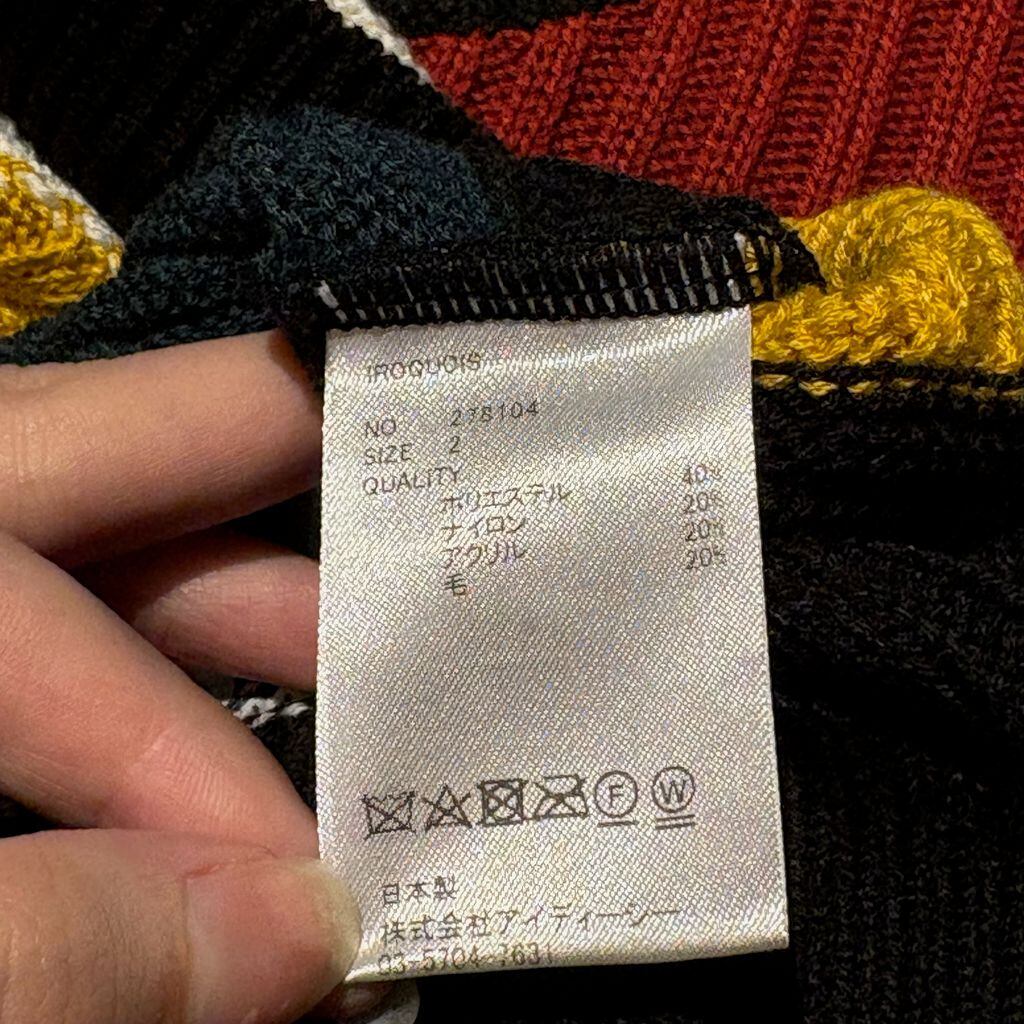 IROQUOIS
NO 278104
SIZE 2
QUALITY
ポリエステル 40%
ナイロン 20%
アクリル 20%
毛 20%
F W
日本製
株式会社アイディーシー
03-5704-7631